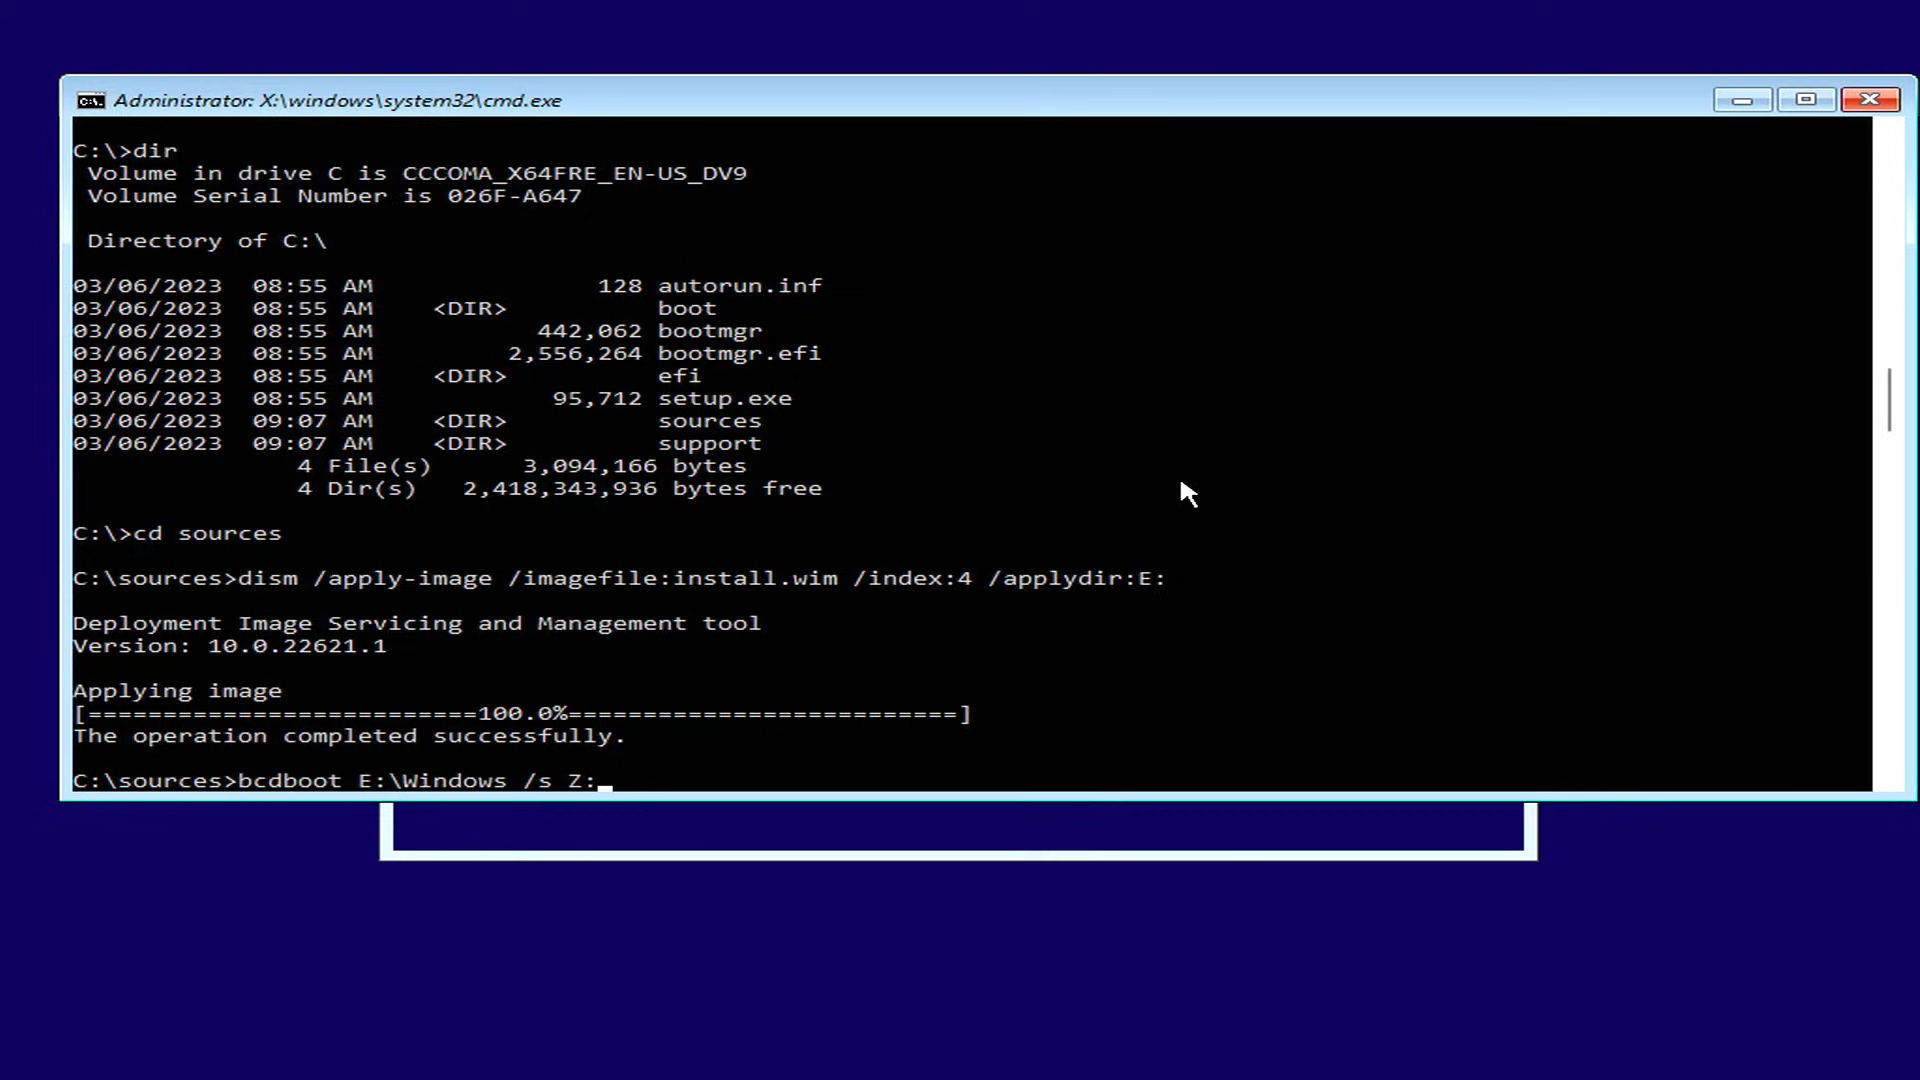 Administrator: X:\windows\system32\cmd.exe
C:\>dir
Volume in drive C is CCCOMA_X64FRE_EN-US_DV9
Volume Serial Number is 026F-A647
Directory of C:\
03/06/2023  08:55 AM               128 autorun.inf
03/06/2023  08:55 AM    <DIR>          boot
03/06/2023  08:55 AM           442,062 bootmgr
03/06/2023  08:55 AM         2,556,264 bootmgr.efi
03/06/2023  08:55 AM    <DIR>          efi
03/06/2023  08:55 AM            95,712 setup.exe
03/06/2023  09:07 AM    <DIR>          sources
03/06/2023  09:07 AM    <DIR>          support
4 File(s)      3,094,166 bytes
4 Dir(s)   2,418,343,936 bytes free
C:\>cd sources
C:\sources>dism /apply-image /imagefile:install.wim /index:4 /applydir:E:
Deployment Image Servicing and Management tool
Version: 10.0.22621.1
Applying image
[==========================100.0%==========================]
The operation completed successfully.
C:\sources>bcdboot E:\Windows /s Z:_